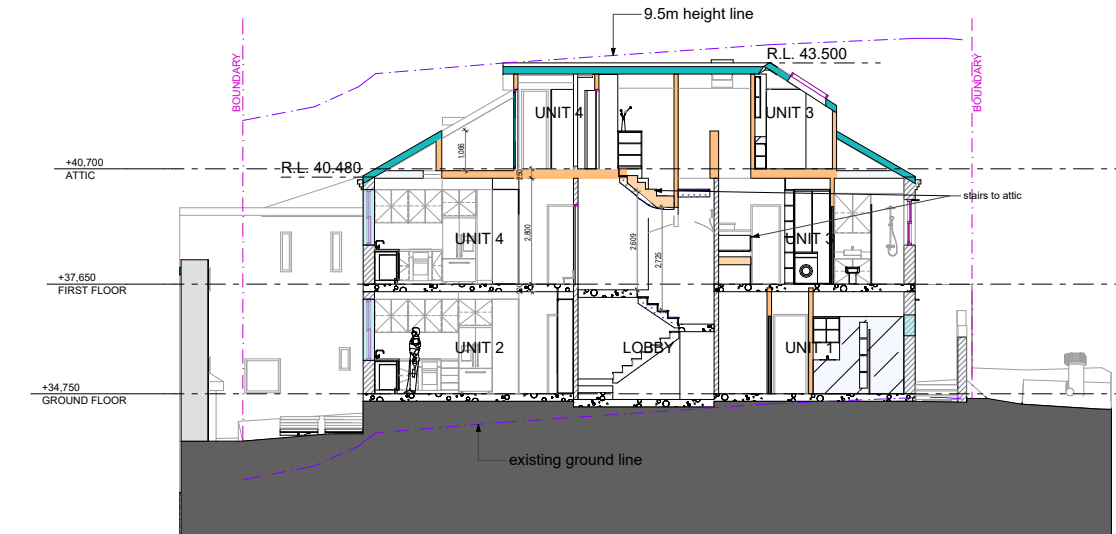 9.5m height line
R.L. 43.500
BOUNDARY
BOUNDARY
UNIT 4
UNIT 3
1,086
+40,700
ATTIC
R.L. 40.480
250
stairs to attic
UNIT 4
2,800
2,609
2,725
UNIT 3
+37,650
FIRST FLOOR
UNIT 2
LOBBY
UNIT 1
+34,750
GROUND FLOOR
existing ground line